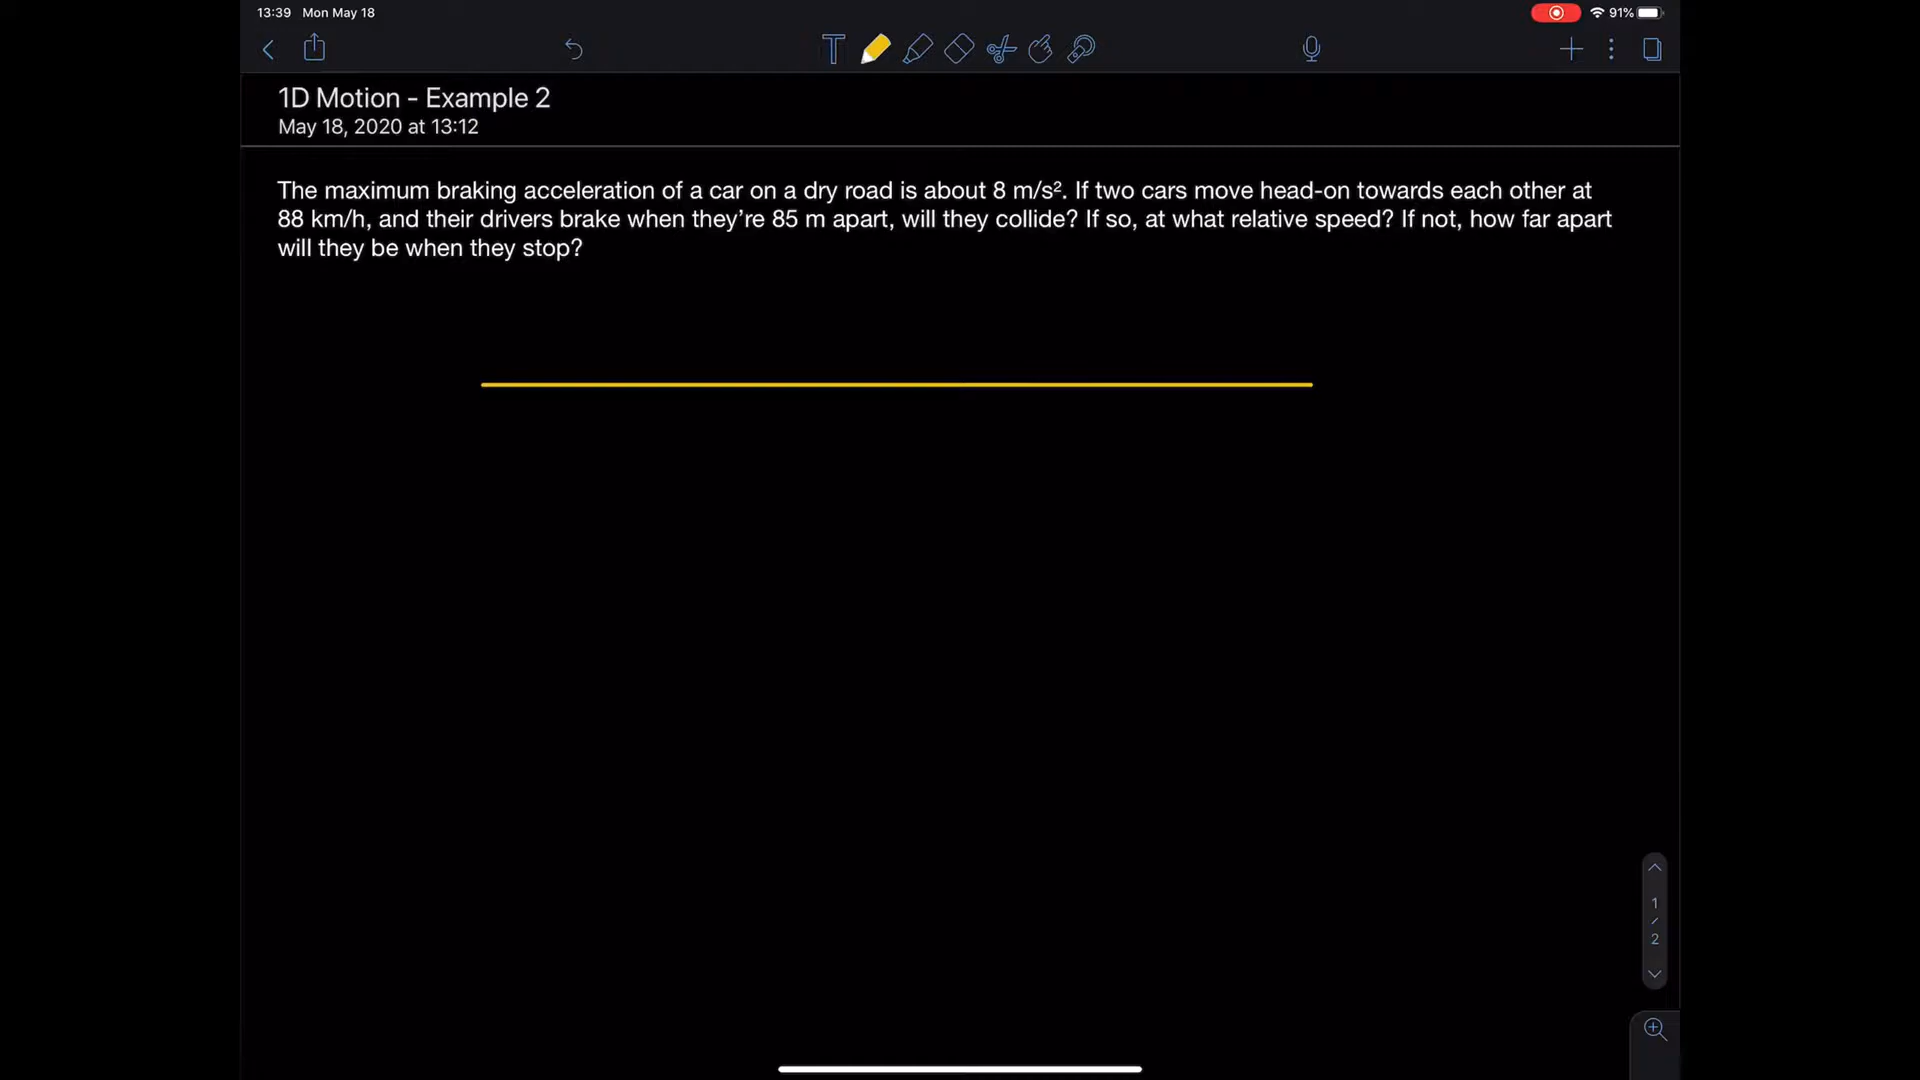 13:39 Mon May 18
91%
1D Motion - Example 2
May 18, 2020 at 13:12
The maximum braking acceleration of a car on a dry road is about 8 m/s². If two cars move head-on towards each other at
88 km/h, and their drivers brake when they’re 85 m apart, will they collide? If so, at what relative speed? If not, how far apart
will they be when they stop?
1
/
2